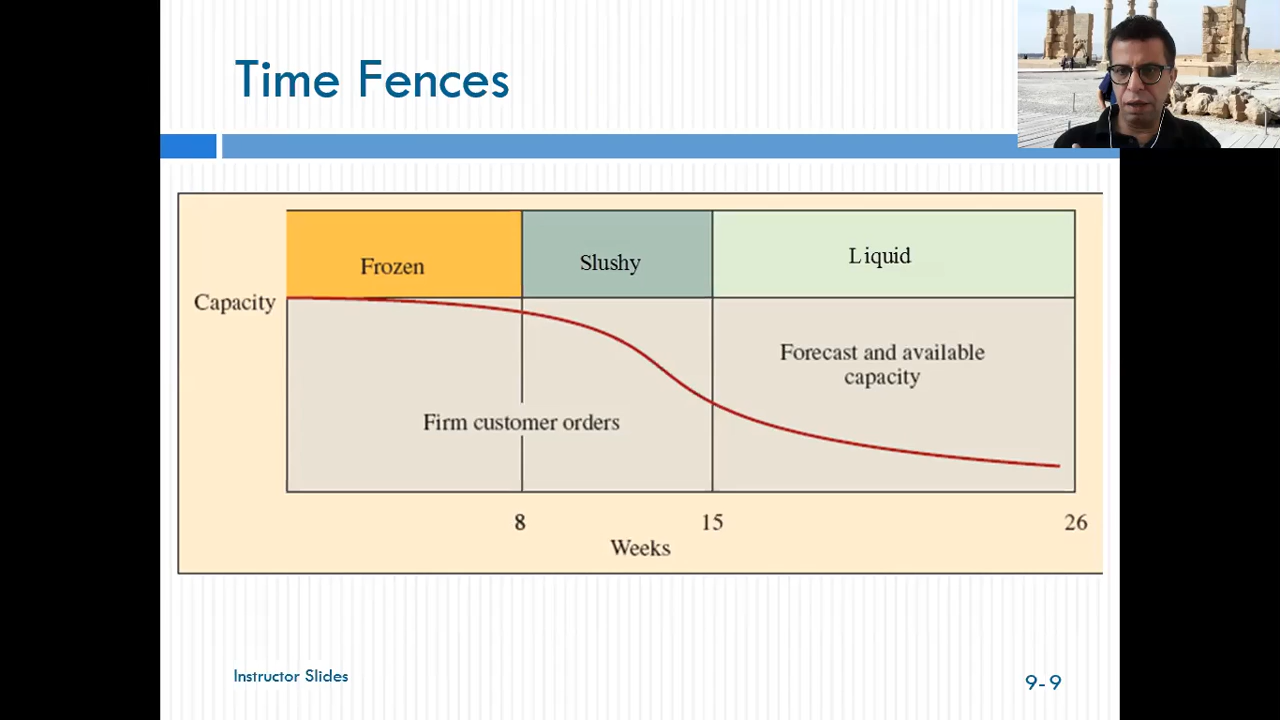 Time Fences
Frozen
Slushy
Liquid
Capacity
Forecast and available
capacity
Firm customer orders
8
15
26
Weeks
Instructor Slides
9-9